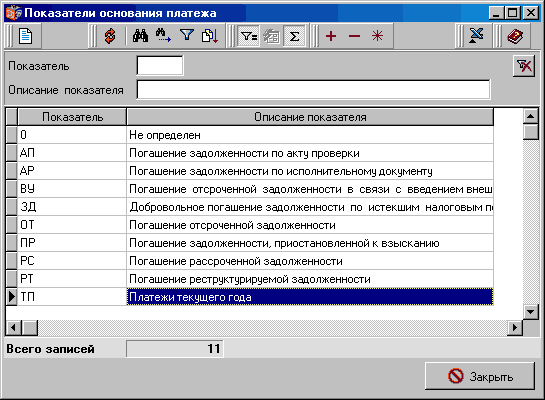 Показатели основания платежа
Показатель
Описание показателя
Показатель Описание показателя
0 Не определен
АП Погашение задолженности по акту проверки
АР Погашение задолженности по исполнительному документу
ВУ Погашение отсроченной задолженности в связи с введением внеш
ЗД Добровольное погашение задолженности по истекшим налоговым пе
ОТ Погашение отсроченной задолженности
ПР Погашение задолженности, приостановленной к взысканию
РС Погашение рассроченной задолженности
РТ Погашение реструктурируемой задолженности
ТП Платежи текущего года
Всего записей 11
Закрыть